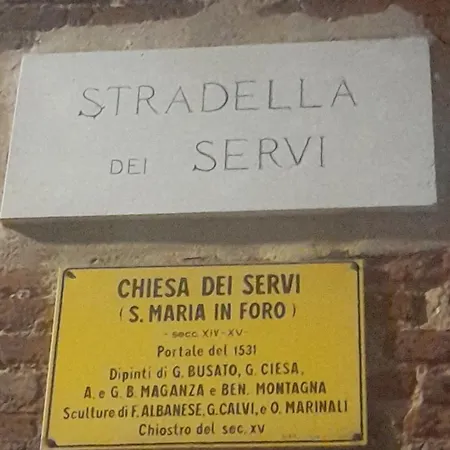 STRADELLA
DEI SERVI
CHIESA DEI SERVI
( S. MARIA IN FORO )
- secc. XIV-XV-
Portale del 1531
Dipinti di G. BUSATO, G. CIESA,
A. e G. B. MAGANZA e BEN. MONTAGNA
Sculture di F. ALBANESE, G. CALVI, e O. MARINALI
Chiostro del sec. XV